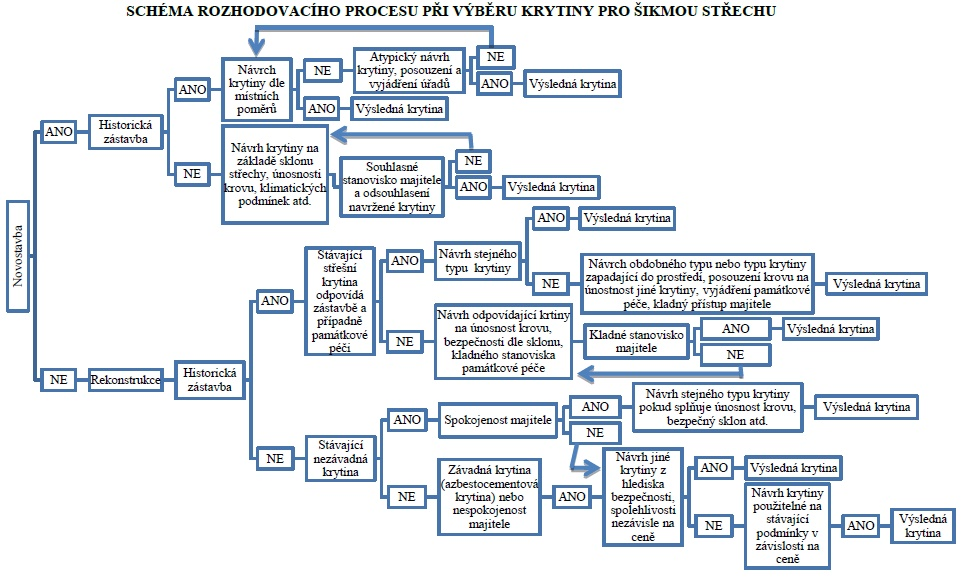 SCHÉMA ROZHODOVACÍHO PROCESU PŘI VÝBĚRU KRYTINY PRO ŠIKMOU STŘECHU
Novostavba
ANO
Historická
zástavba
ANO
Návrch
krytiny dle
místních
poměrů
NE
Atypický návrh
krytiny, posouzení a
vyjádření úřadů
NE
ANO
Výsledná krytina
ANO
Výsledná krytina
NE
Návrh krytiny na
základě sklonu
střechy, únosnosti
krovu, klimatických
podmínek atd.
Souhlasné
stanovisko majitele
a odsouhlasení
navržené krytiny
NE
ANO
Výsledná krytina
NE
Rekonstrukce
Historická
zástavba
ANO
Stávající
střešní
krytina
odpovídá
zástavbě a
případně
památkové
péči
ANO
Návrh stejného
typu krytiny
ANO
Výsledná krytina
NE
Návrch obdobného typu nebo typu krytiny
zapadající do prostředí, posouzení krovu na
únostnost jiné krytiny, vyjádření památkové
péče, kladný přístup majitele
Výsledná krytina
NE
Návrh odpovídající krtiny
na únosnost krovu,
bezpečnosti dle sklonu,
kladného stanoviska
památkové péče
Kladné stanovisko
majitele
ANO
Výsledná krytina
NE
NE
Stávající
nezávadná
krytina
ANO
Spokojenost majitele
ANO
Návrh stejného typu krytiny
pokud splňuje únosnost krovu,
bezpečný sklon atd.
Výsledná krytina
NE
NE
Závadná krytina
(azbestocementová
krytina) nebo
nespokojenost
majitele
ANO
Návrh jiné
krytiny z
hlediska
bezpečnosti,
spolehlivosti
nezávisle na
ceně
ANO
Výsledná krytina
NE
Návrh krytiny
použitelné na
stávající
podmínky v
závislosti na
ceně
ANO
Výsledná
krytina